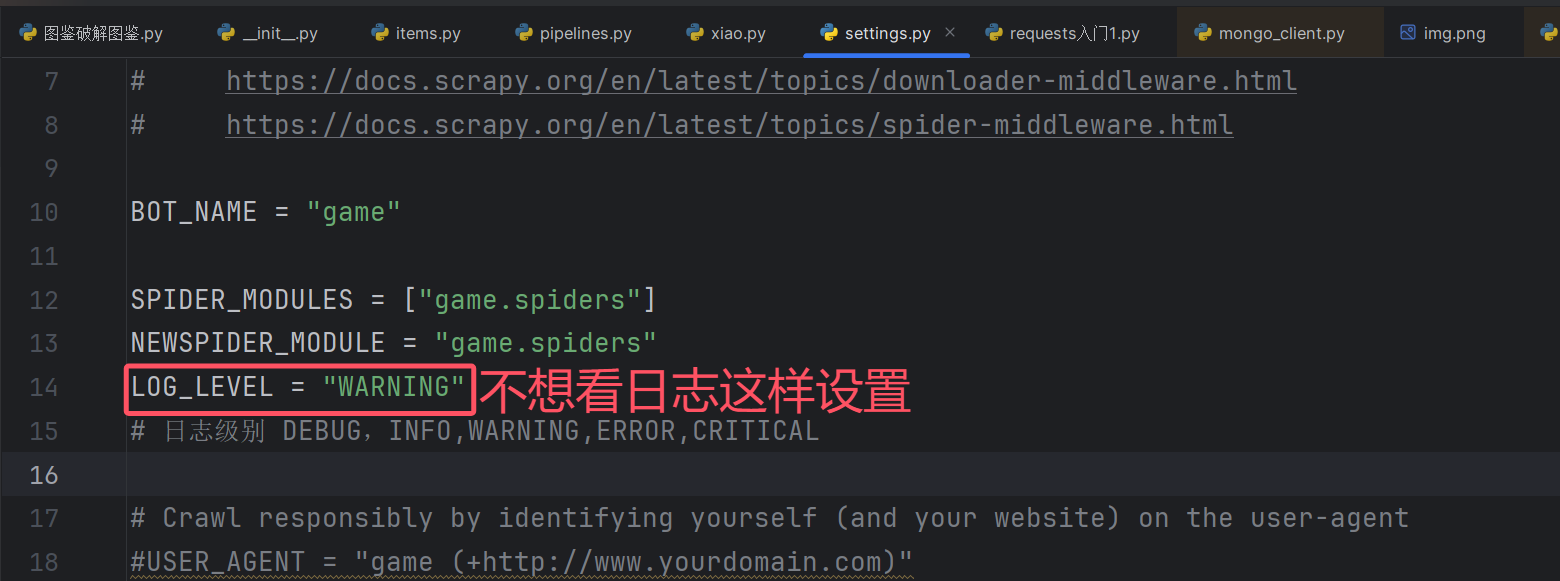 图鉴破解图鉴.py __init__.py items.py pipelines.py xiao.py settings.py requests入门1.py mongo_client.py img.png
7 # https://docs.scrapy.org/en/latest/topics/downloader-middleware.html
8 # https://docs.scrapy.org/en/latest/topics/spider-middleware.html
9
10 BOT_NAME = "game"
11
12 SPIDER_MODULES = ["game.spiders"]
13 NEWSPIDER_MODULE = "game.spiders"
14 LOG_LEVEL = "WARNING" 不想看日志这样设置
15 # 日志级别 DEBUG，INFO,WARNING,ERROR,CRITICAL
16
17 # Crawl responsibly by identifying yourself (and your website) on the user-agent
18 #USER_AGENT = "game (+http://www.yourdomain.com)"